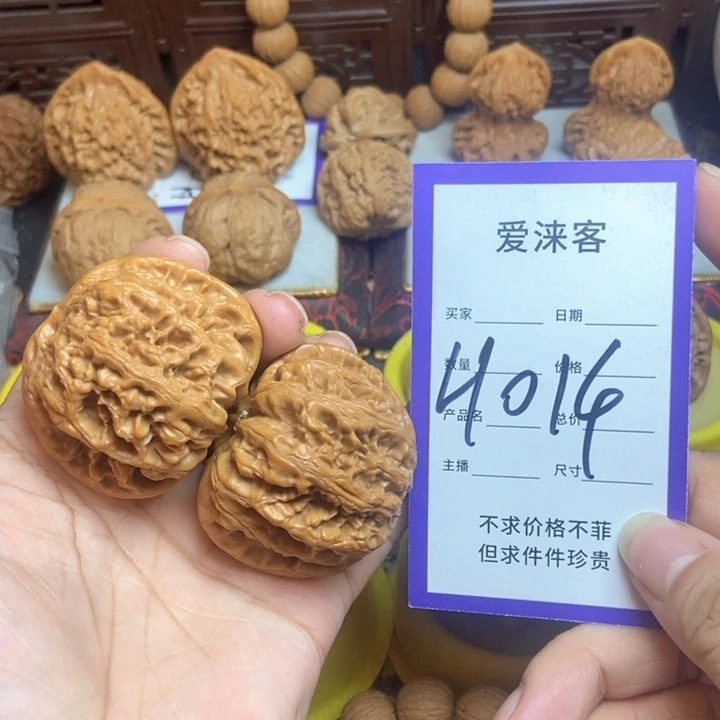 爱涞客
买家 日期
数量 价格
4016
产品名 总价
主播 尺寸
不求价格不菲
但求件件珍贵